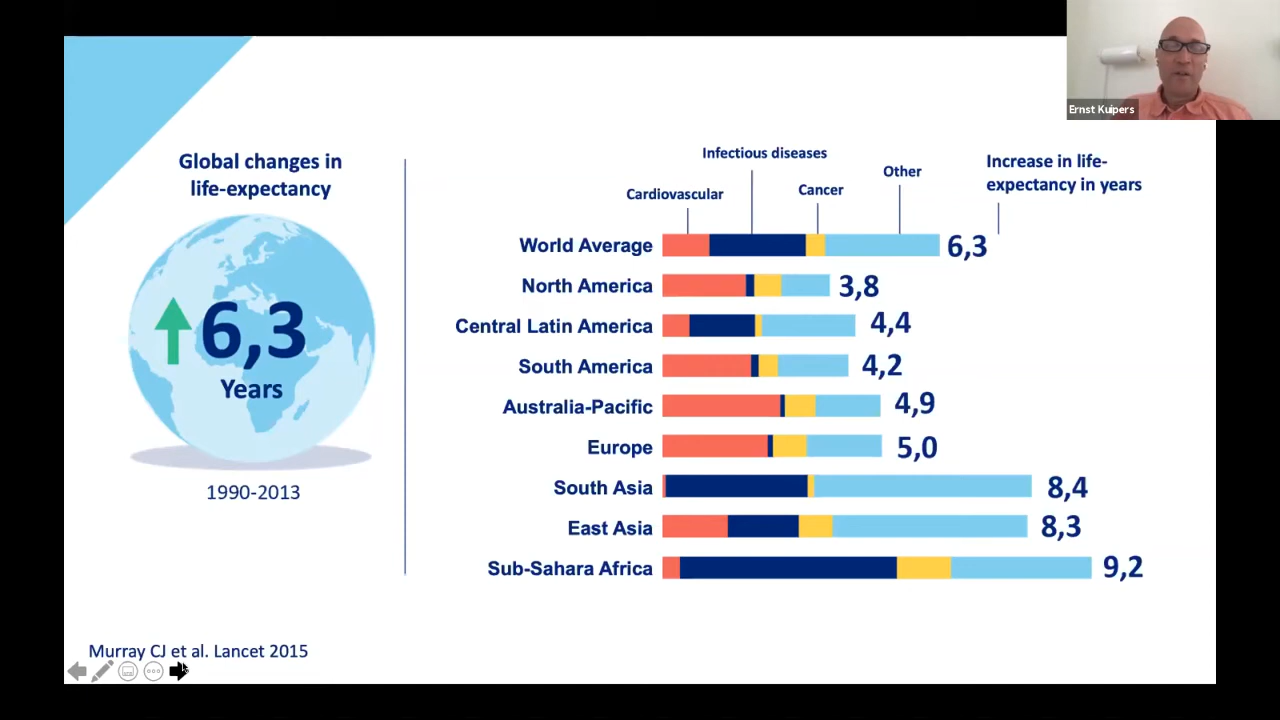 Ernst Kuipers
Global changes in
life-expectancy
6,3
Years
1990-2013
Infectious diseases
Cardiovascular
Cancer
Other
Increase in life-
expectancy in years
World Average 6,3
North America 3,8
Central Latin America 4,4
South America 4,2
Australia-Pacific 4,9
Europe 5,0
South Asia 8,4
East Asia 8,3
Sub-Sahara Africa 9,2
Murray CJ et al. Lancet 2015